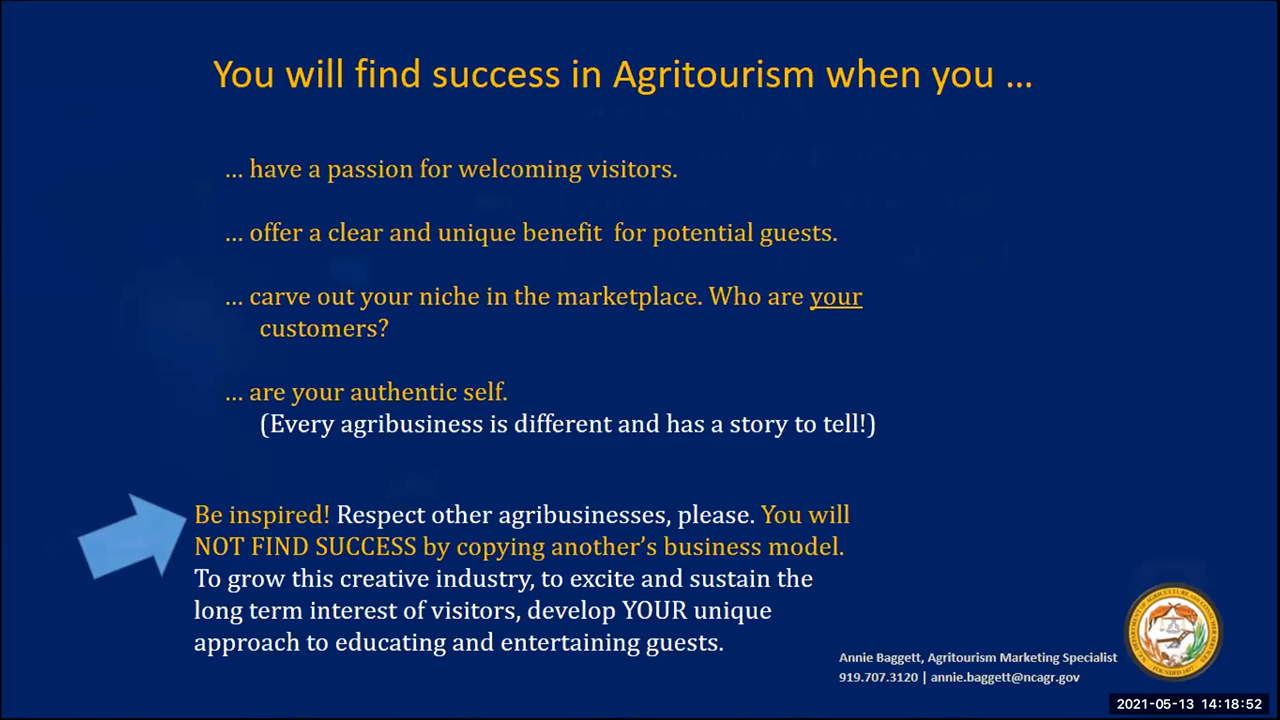 You will find success in Agritourism when you ...
... have a passion for welcoming visitors.
... offer a clear and unique benefit for potential guests.
... carve out your niche in the marketplace. Who are your
customers?
... are your authentic self.
(Every agribusiness is different and has a story to tell!)
Be inspired! Respect other agribusinesses, please. You will
NOT FIND SUCCESS by copying another’s business model.
To grow this creative industry, to excite and sustain the
long term interest of visitors, develop YOUR unique
approach to educating and entertaining guests.
Annie Baggett, Agritourism Marketing Specialist
919.707.3120 | annie.baggett@ncagr.gov
2021-05-13 14:18:52